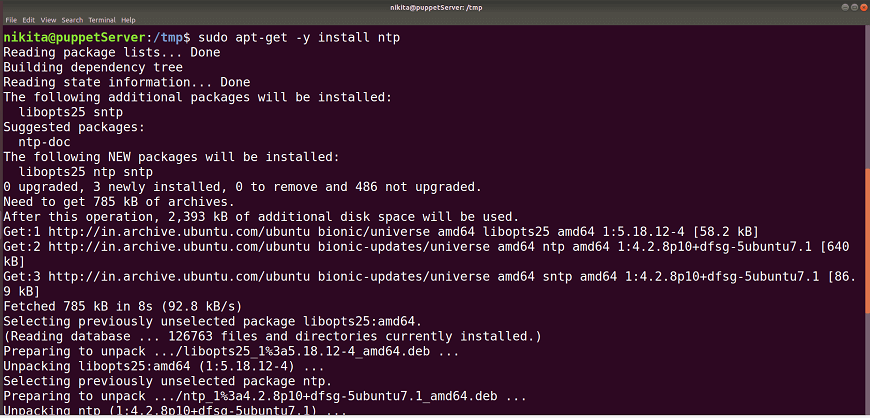 nikita@puppetServer: /tmp
File Edit View Search Terminal Help
nikita@puppetServer:/tmp$ sudo apt-get -y install ntp
Reading package lists... Done
Building dependency tree
Reading state information... Done
The following additional packages will be installed:
  libopts25 sntp
Suggested packages:
  ntp-doc
The following NEW packages will be installed:
  libopts25 ntp sntp
0 upgraded, 3 newly installed, 0 to remove and 486 not upgraded.
Need to get 785 kB of archives.
After this operation, 2,393 kB of additional disk space will be used.
Get:1 http://in.archive.ubuntu.com/ubuntu bionic/universe amd64 libopts25 amd64 1:5.18.12-4 [58.2 kB]
Get:2 http://in.archive.ubuntu.com/ubuntu bionic-updates/universe amd64 ntp amd64 1:4.2.8p10+dfsg-5ubuntu7.1 [640
kB]
Get:3 http://in.archive.ubuntu.com/ubuntu bionic-updates/universe amd64 sntp amd64 1:4.2.8p10+dfsg-5ubuntu7.1 [86.
9 kB]
Fetched 785 kB in 8s (92.8 kB/s)
Selecting previously unselected package libopts25:amd64.
(Reading database ... 126763 files and directories currently installed.)
Preparing to unpack .../libopts25_1%3a5.18.12-4_amd64.deb ...
Unpacking libopts25:amd64 (1:5.18.12-4) ...
Selecting previously unselected package ntp.
Preparing to unpack .../ntp_1%3a4.2.8p10+dfsg-5ubuntu7.1_amd64.deb ...
Unpacking ntp (1:4.2.8p10+dfsg-5ubuntu7.1) ...